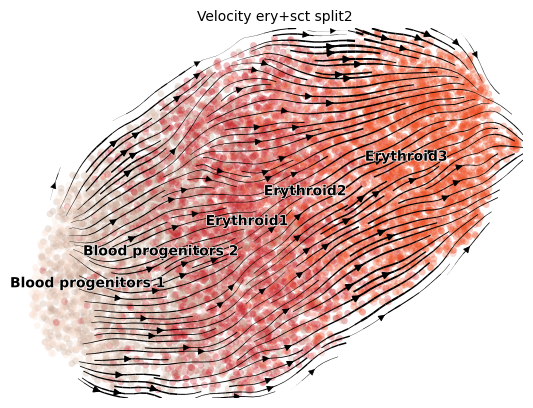 Velocity ery+sct split2
Erythroid3
Erythroid2
Erythroid1
Blood progenitors 2
Blood progenitors 1